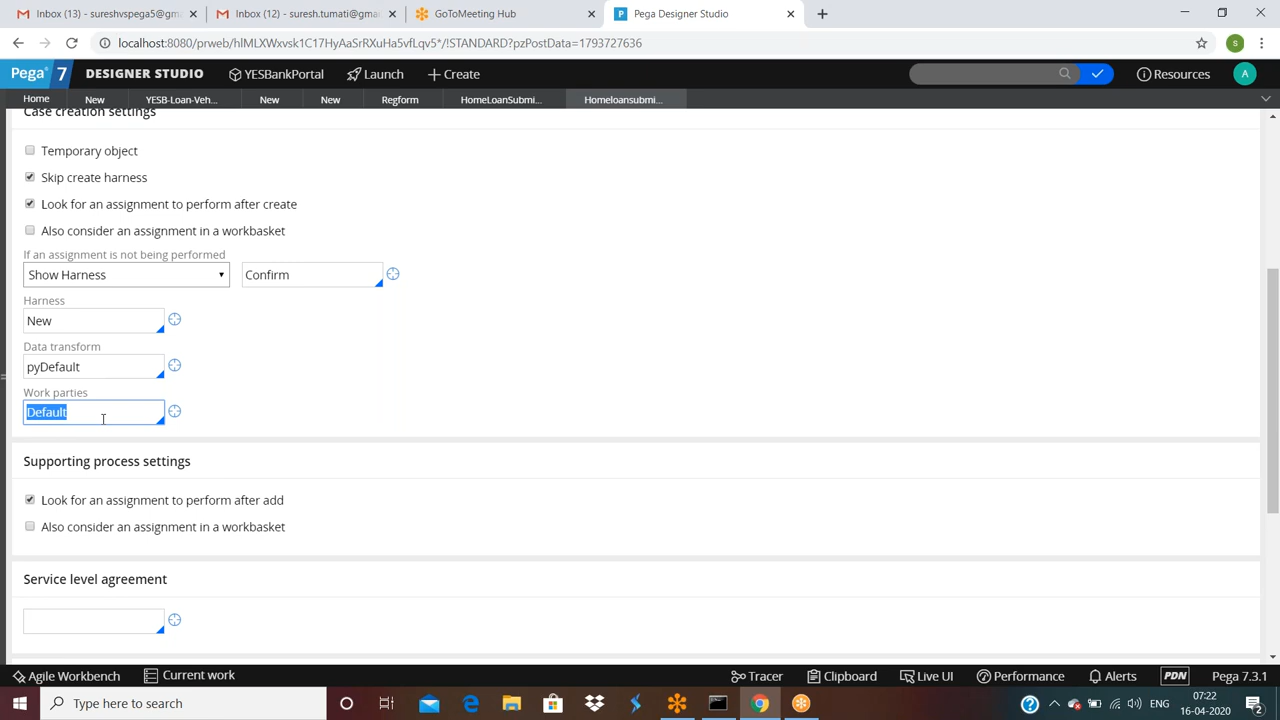 Inbox (13) - sureshvspega5@gm
Inbox (12) - suresh.tumati@gmai
GoToMeeting Hub
Pega Designer Studio
localhost:8080/prweb/hlMLXWxvsk1C17HyAaSrRXuHa5vfLqv5*/!STANDARD?pzPostData=1793727636
S
Pega 7
DESIGNER STUDIO
YESBankPortal
Launch
Create
Resources
A
Home
New
YESB-Loan-Veh...
New
New
Regform
HomeLoanSubmi...
Homeloansubmi...
Case creation settings
Temporary object
Skip create harness
Look for an assignment to perform after create
Also consider an assignment in a workbasket
If an assignment is not being performed
Show Harness
Confirm
Harness
New
Data transform
pyDefault
Work parties
Default
Supporting process settings
Look for an assignment to perform after add
Also consider an assignment in a workbasket
Service level agreement
Agile Workbench
Current work
Tracer
Clipboard
Live UI
Performance
Alerts
PDN
Pega 7.3.1
Type here to search
ENG
07:22
16-04-2020
2